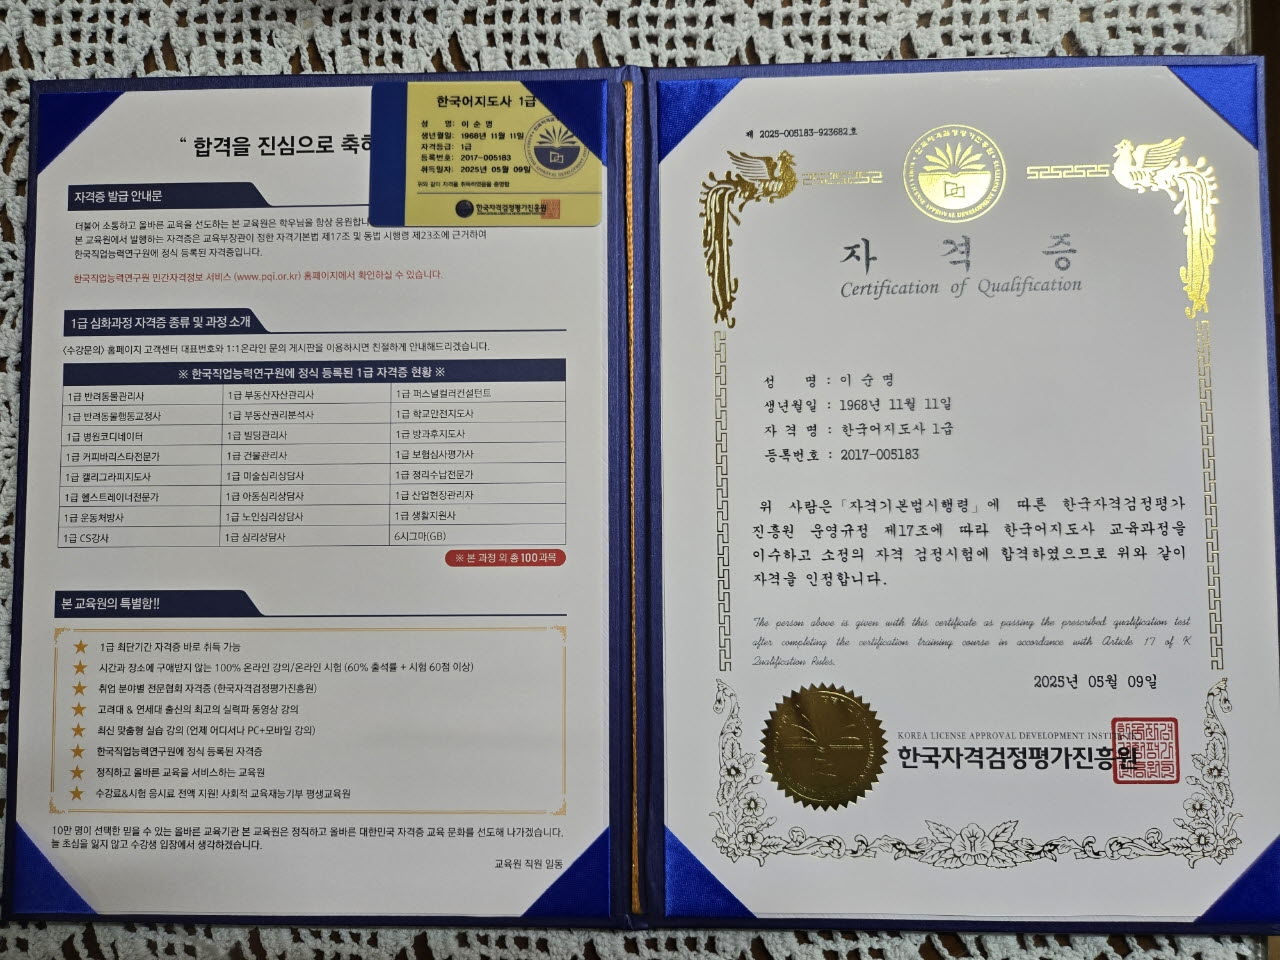 “ 합격을 진심으로 축하
한국어지도사 1급
성 명: 이 순 명
생년월일: 1968년 11월 11일
자격등급: 1급
등록번호: 2017-005183
취득일자: 2025년 05월 09일
위와 같이 자격을 취득하였음을 증명함
한국자격검정평가진흥원
자격증 발급 안내문
더불어 소통하고 올바른 교육을 선도하는 본 교육원은 학우님을 항상 응원합니
본 교육원에서 발행하는 자격증은 교육부장관이 정한 자격기본법 제17조 및 동법 시행령 제23조에 근거하여
한국직업능력연구원에 정식 등록된 자격증입니다.
한국직업능력연구원 민간자격정보 서비스 (www.pqi.or.kr) 홈페이지에서 확인하실 수 있습니다.
1급 심화과정 자격증 종류 및 과정 소개
<수강문의> 홈페이지 고객센터 대표번호와 1:1온라인 문의 게시판을 이용하시면 친절하게 안내해드리겠습니다.
※ 한국직업능력연구원에 정식 등록된 1급 자격증 현황 ※
1급 반려동물관리사 1급 부동산자산관리사 1급 퍼스널컬러컨설턴트
1급 반려동물행동교정사 1급 부동산권리분석사 1급 학교안전지도사
1급 병원코디네이터 1급 빌딩관리사 1급 방과후지도사
1급 커피바리스타전문가 1급 건물관리사 1급 보험심사평가사
1급 캘리그라피지도사 1급 미술심리상담사 1급 정리수납전문가
1급 헬스트레이너전문가 1급 아동심리상담사 1급 산업현장관리자
1급 운동처방사 1급 노인심리상담사 1급 생활지원사
1급 CS강사 1급 심리상담사 6시그마(GB)
※ 본 과정 외 총 100과목
본 교육원의 특별함!!
★ 1급 최단기간 자격증 바로 취득 가능
★ 시간과 장소에 구애받지 않는 100% 온라인 강의/온라인 시험 (60% 출석률 + 시험 60점 이상)
★ 취업 분야별 전문협회 자격증 (한국자격검정평가진흥원)
★ 고려대 & 연세대 출신의 최고의 실력파 동영상 강의
★ 최신 맞춤형 실습 강의 (언제 어디서나 PC+모바일 강의)
★ 한국직업능력연구원에 정식 등록된 자격증
★ 정직하고 올바른 교육을 서비스하는 교육원
★ 수강료&시험 응시료 전액 지원! 사회적 교육재능기부 평생교육원
10만 명이 선택한 믿을 수 있는 올바른 교육기관 본 교육원은 정직하고 올바른 대한민국 자격증 교육 문화를 선도해 나가겠습니다.
늘 초심을 잃지 않고 수강생 입장에서 생각하겠습니다.
교육원 직원 일동
제 2025-005183-923682호
자 격 증
Certification of Qualification
성 명 : 이 순 명
생년월일 : 1968년 11월 11일
자 격 명 : 한국어지도사 1급
등록번호 : 2017-005183
위 사람은「자격기본법시행령」에 따른 한국자격검정평가
진흥원 운영규정 제17조에 따라 한국어지도사 교육과정을
이수하고 소정의 자격 검정시험에 합격하였으므로 위와 같이
자격을 인정합니다.
The person above is given with this certificate as passing the prescribed qualification test
after completing the certification training course in accordance with Article 17 of K
Qualification Rules.
2025년 05월 09일
KOREA LICENSE APPROVAL DEVELOPMENT INSTI
한국자격검정평가진흥원